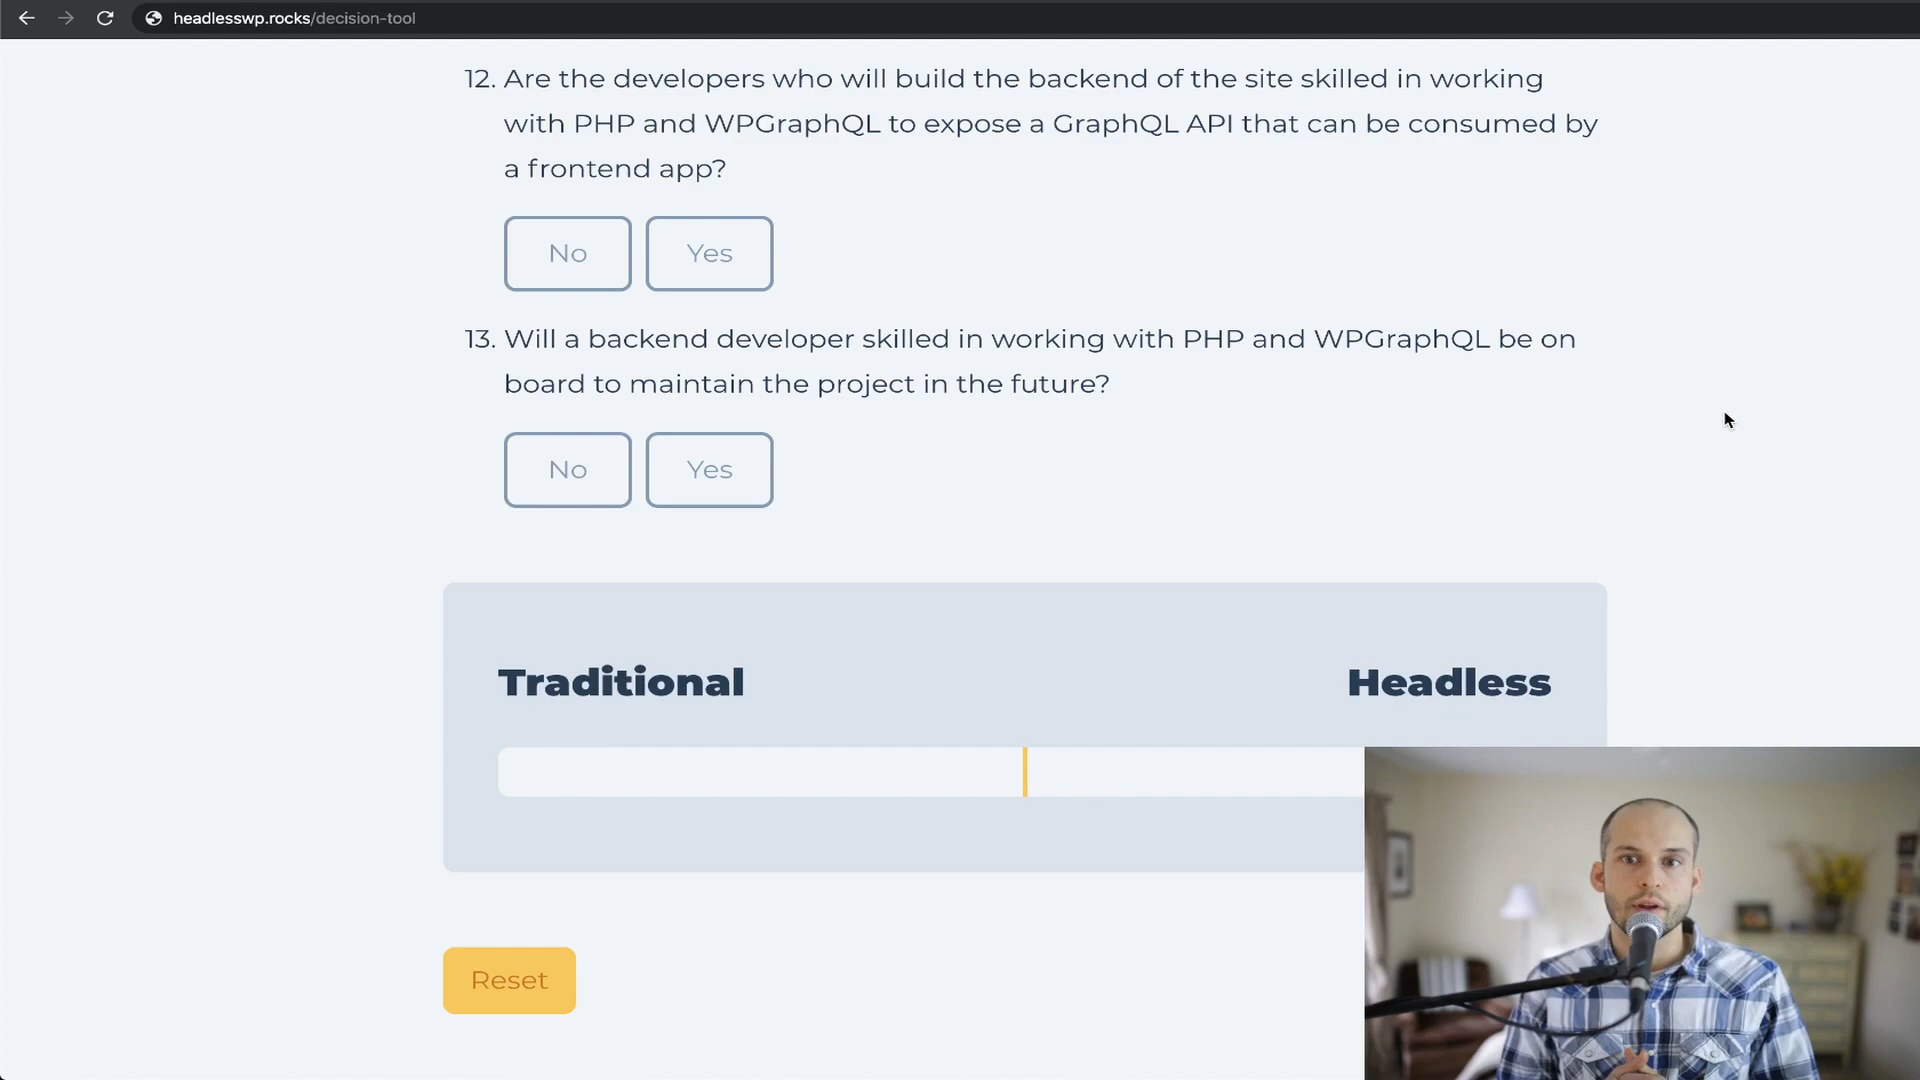 headlesswp.rocks/decision-tool
12. Are the developers who will build the backend of the site skilled in working
with PHP and WPGraphQL to expose a GraphQL API that can be consumed by
a frontend app?
No Yes
13. Will a backend developer skilled in working with PHP and WPGraphQL be on
board to maintain the project in the future?
No Yes
Traditional Headless
Reset